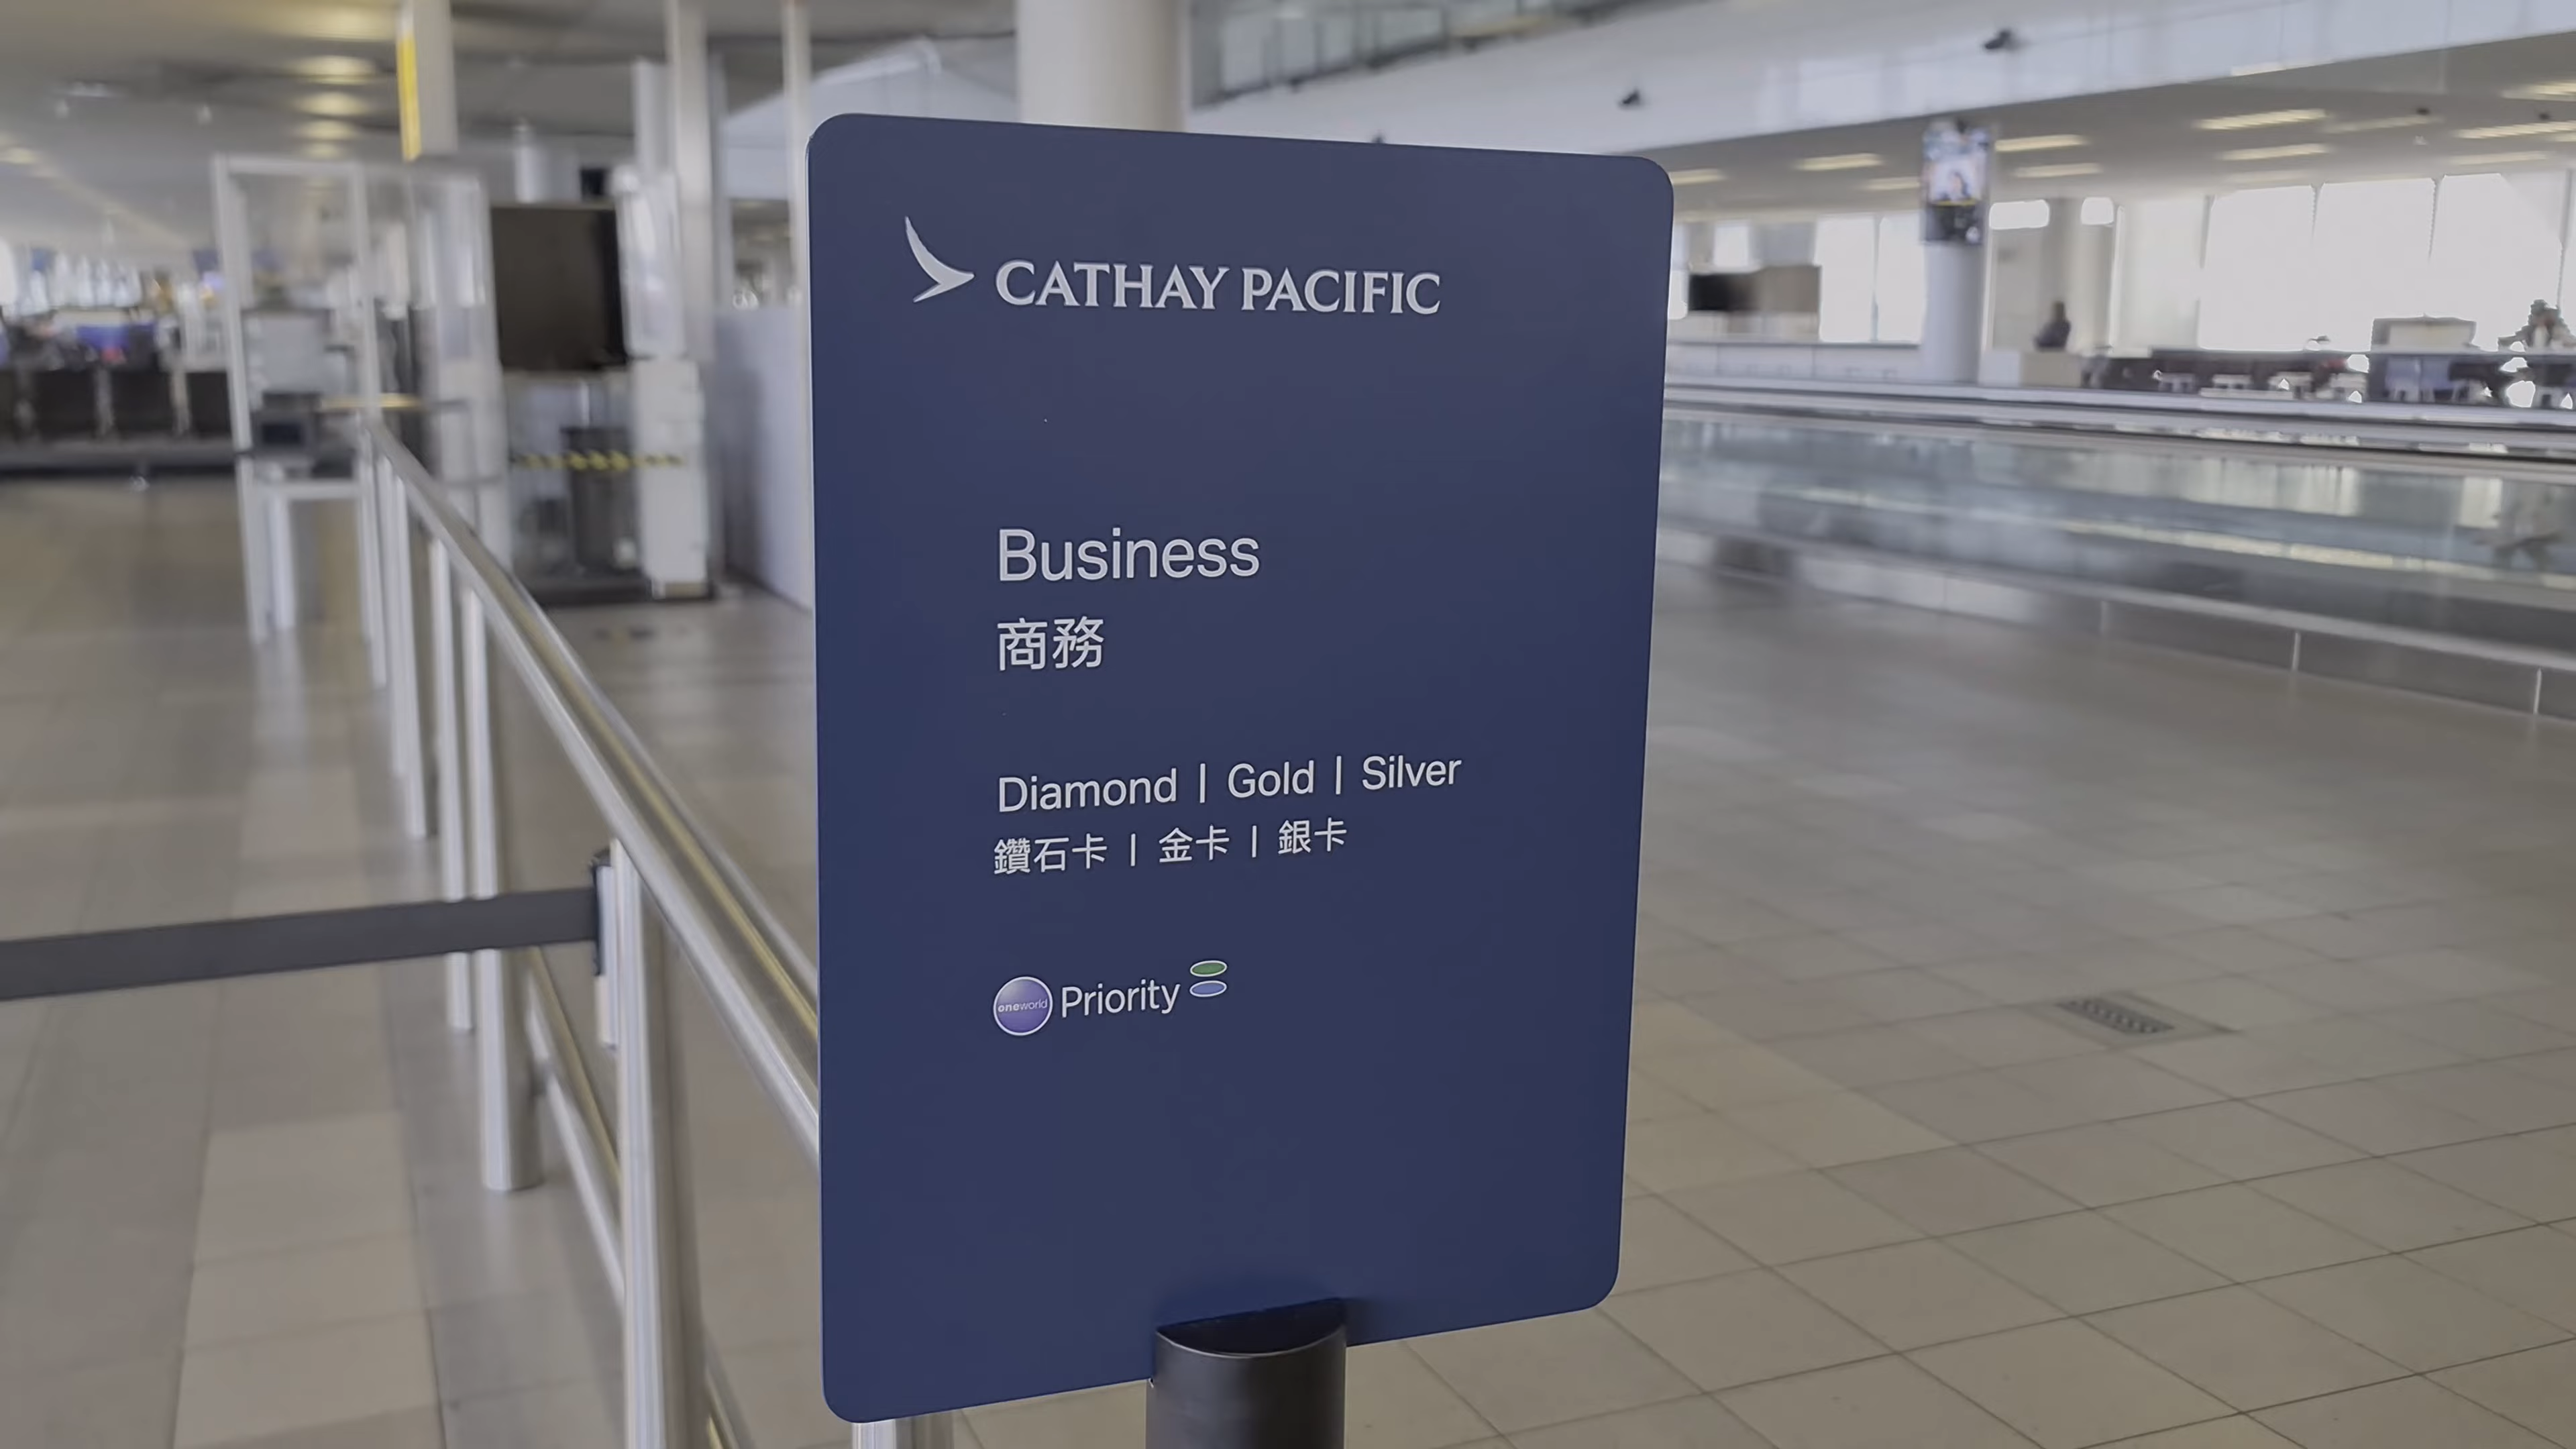 CATHAY PACIFIC
Business
商務
Diamond | Gold | Silver
鑽石卡 | 金卡 | 銀卡
oneworld Priority